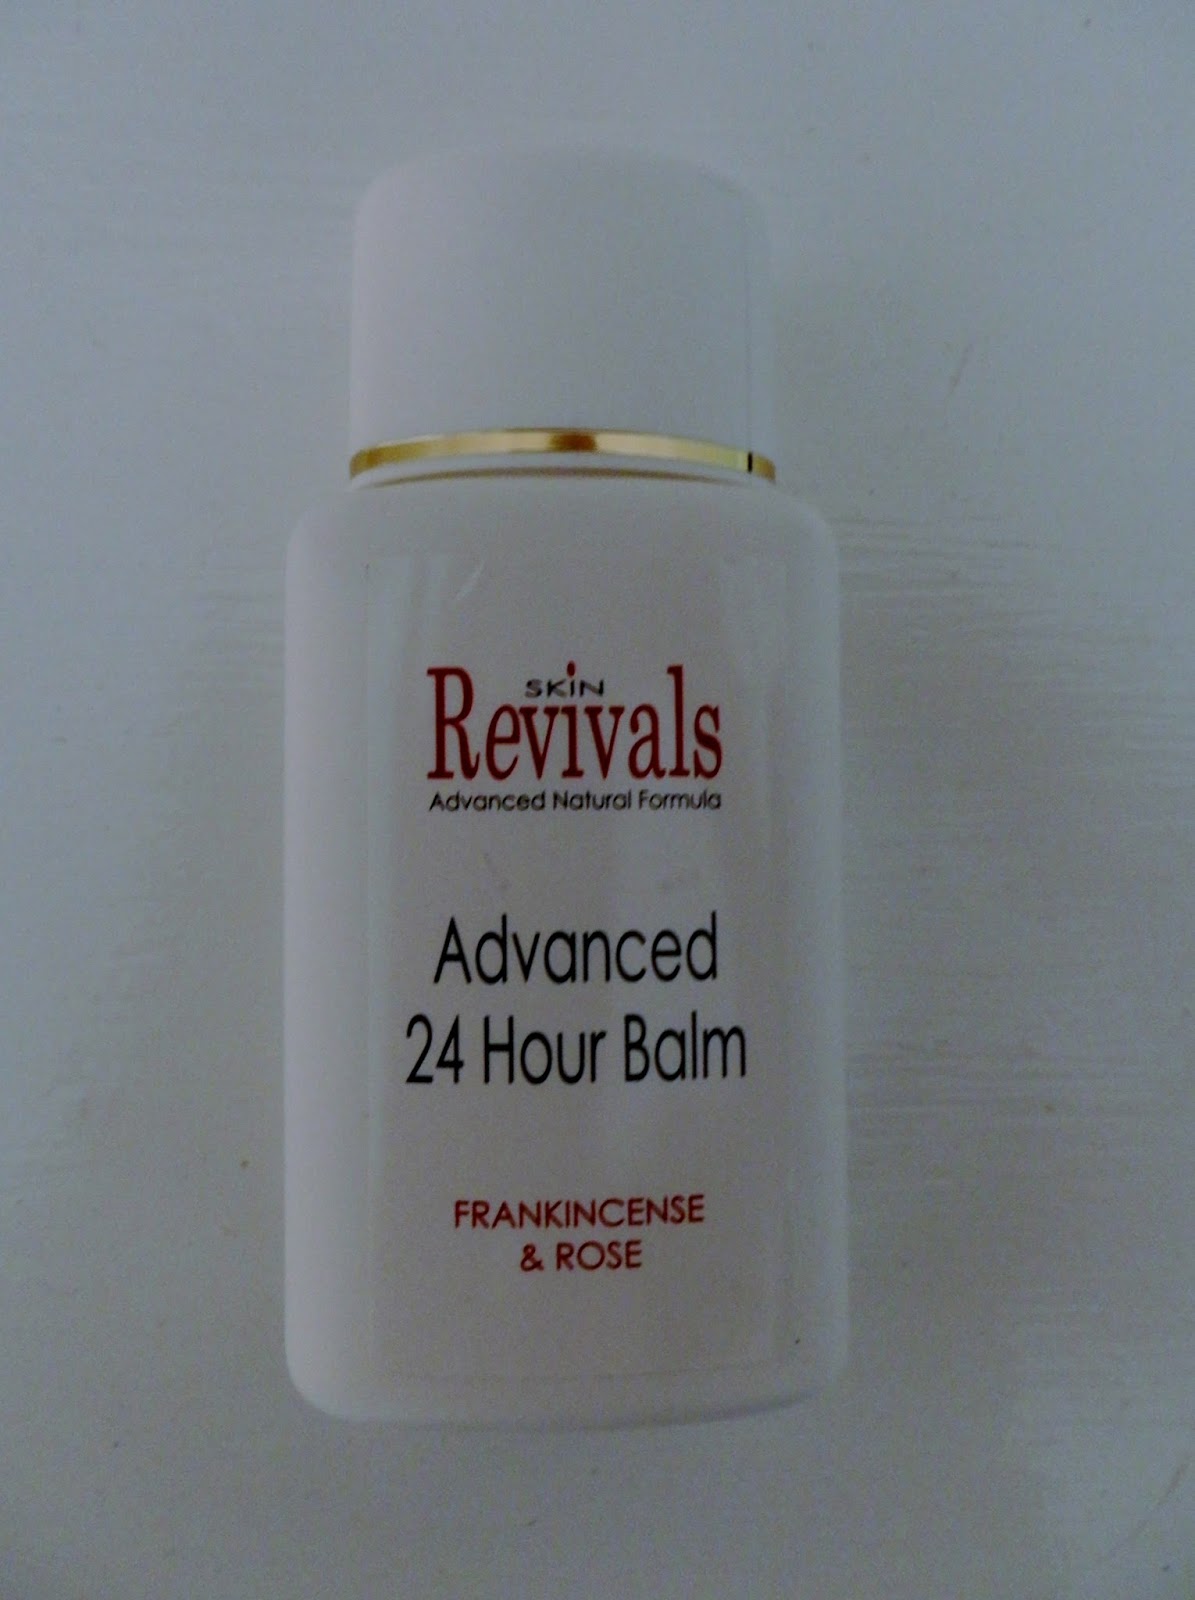 SKiN
Revivals
Advanced Natural Formula
Advanced
24 Hour Balm
FRANKINCENSE
& ROSE